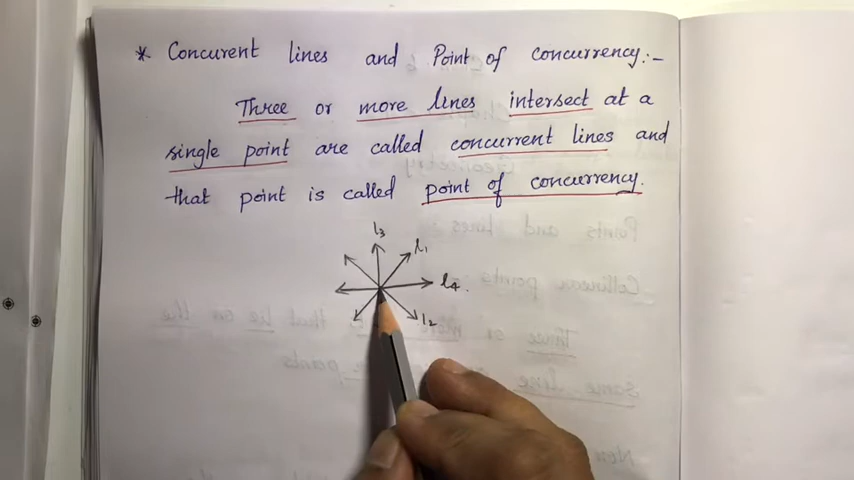 * Concurent lines and Point of concurrency:-
Three or more lines intersect at a
single point are called concurrent lines and
that point is called point of concurrency.
l3
l1
l4.
l2